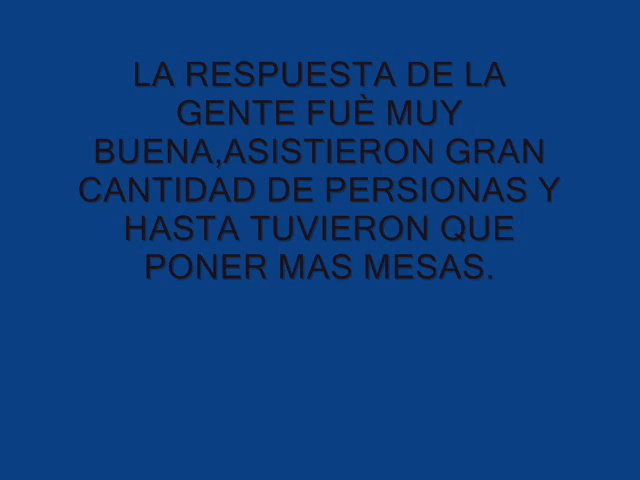 LA RESPUESTA DE LA
GENTE FUÈ MUY
BUENA,ASISTIERON GRAN
CANTIDAD DE PERSIONAS Y
HASTA TUVIERON QUE
PONER MAS MESAS.